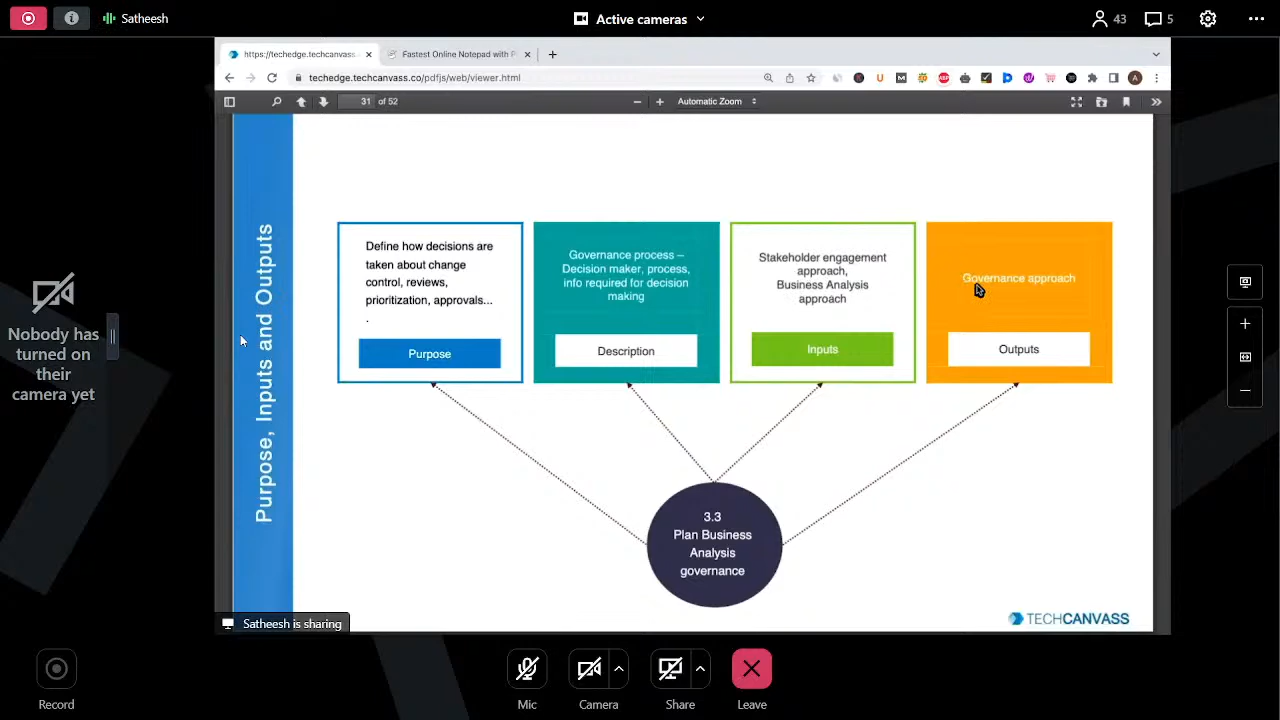 Satheesh
Active cameras
43
5
https://techedge.techcanvass.
Fastest Online Notepad with P
techedge.techcanvass.co/pdfjs/web/viewer.html
A
31 of 52
Automatic Zoom
Purpose, Inputs and Outputs
Define how decisions are
taken about change
control, reviews,
prioritization, approvals...
.
Purpose
Governance process –
Decision maker, process,
info required for decision
making
Description
Stakeholder engagement
approach,
Business Analysis
approach
Inputs
Governance approach
Outputs
3.3
Plan Business
Analysis
governance
TECHCANVASS
Nobody has
turned on
their
camera yet
Satheesh is sharing
Record
Mic
Camera
Share
Leave